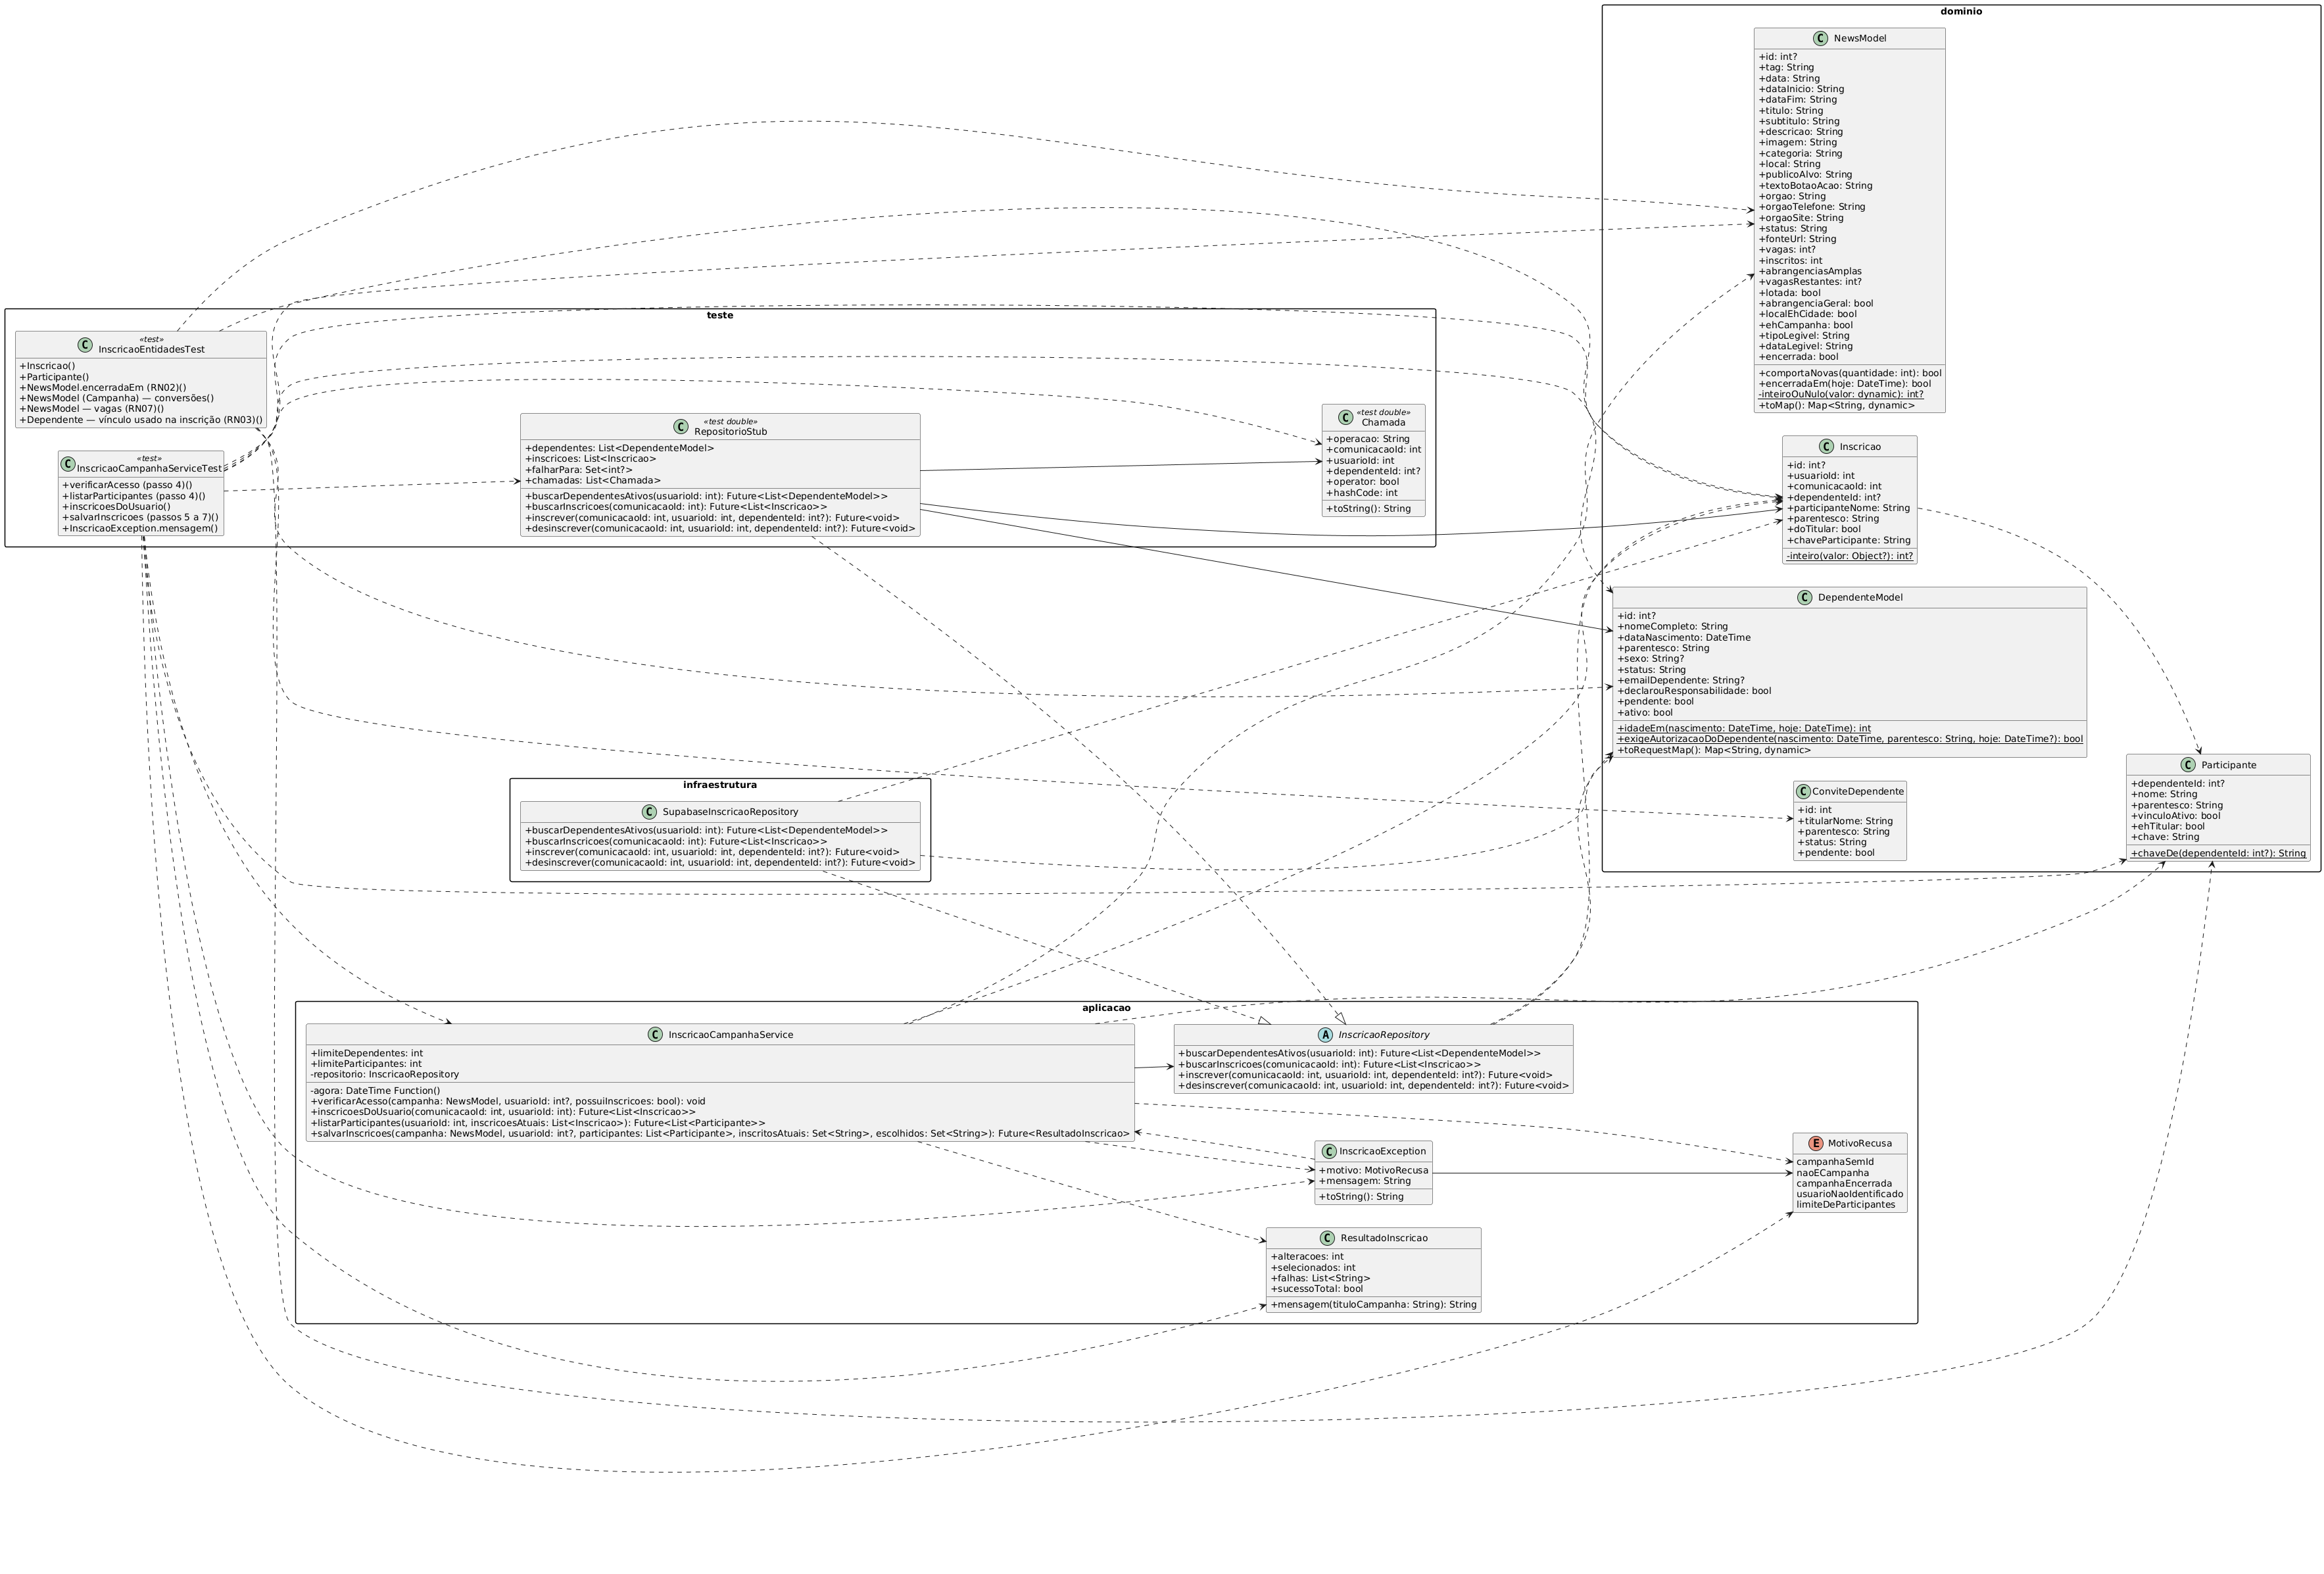 dominio
C NewsModel
+id: int?
+tag: String
+data: String
+dataInicio: String
+dataFim: String
+titulo: String
+subtitulo: String
+descricao: String
+imagem: String
+categoria: String
+local: String
+publicoAlvo: String
+textoBotaoAcao: String
+orgao: String
+orgaoTelefone: String
+orgaoSite: String
+status: String
+fonteUrl: String
+vagas: int?
+inscritos: int
+abrangenciasAmplas
+vagasRestantes: int?
+lotada: bool
+abrangenciaGeral: bool
+localEhCidade: bool
+ehCampanha: bool
+tipoLegivel: String
+dataLegivel: String
+encerrada: bool
+comportaNovas(quantidade: int): bool
+encerradaEm(hoje: DateTime): bool
-inteiroOuNulo(valor: dynamic): int?
+toMap(): Map<String, dynamic>
teste
«test»
C InscricaoEntidadesTest
+Inscricao()
+Participante()
+NewsModel.encerradaEm (RN02)()
+NewsModel (Campanha) — conversões()
+NewsModel — vagas (RN07)()
+Dependente — vínculo usado na inscrição (RN03)()
«test»
C InscricaoCampanhaServiceTest
+verificarAcesso (passo 4)()
+listarParticipantes (passo 4)()
+inscricoesDoUsuario()
+salvarInscricoes (passos 5 a 7)()
+InscricaoException.mensagem()
«test double»
C RepositorioStub
+dependentes: List<DependenteModel>
+inscricoes: List<Inscricao>
+falharPara: Set<int?>
+chamadas: List<Chamada>
+buscarDependentesAtivos(usuarioId: int): Future<List<DependenteModel>>
+buscarInscricoes(comunicacaoId: int): Future<List<Inscricao>>
+inscrever(comunicacaoId: int, usuarioId: int, dependenteId: int?): Future<void>
+desinscrever(comunicacaoId: int, usuarioId: int, dependenteId: int?): Future<void>
«test double»
C Chamada
+operacao: String
+comunicacaoId: int
+usuarioId: int
+dependenteId: int?
+operator: bool
+hashCode: int
+toString(): String
C Inscricao
+id: int?
+usuarioId: int
+comunicacaoId: int
+dependenteId: int?
+participanteNome: String
+parentesco: String
+doTitular: bool
+chaveParticipante: String
-inteiro(valor: Object?): int?
C DependenteModel
+id: int?
+nomeCompleto: String
+dataNascimento: DateTime
+parentesco: String
+sexo: String?
+status: String
+emailDependente: String?
+declarouResponsabilidade: bool
+pendente: bool
+ativo: bool
+idadeEm(nascimento: DateTime, hoje: DateTime): int
+exigeAutorizacaoDoDependente(nascimento: DateTime, parentesco: String, hoje: DateTime?): bool
+toRequestMap(): Map<String, dynamic>
C Participante
+dependenteId: int?
+nome: String
+parentesco: String
+vinculoAtivo: bool
+ehTitular: bool
+chave: String
+chaveDe(dependenteId: int?): String
C ConviteDependente
+id: int
+titularNome: String
+parentesco: String
+status: String
+pendente: bool
infraestrutura
C SupabaseInscricaoRepository
+buscarDependentesAtivos(usuarioId: int): Future<List<DependenteModel>>
+buscarInscricoes(comunicacaoId: int): Future<List<Inscricao>>
+inscrever(comunicacaoId: int, usuarioId: int, dependenteId: int?): Future<void>
+desinscrever(comunicacaoId: int, usuarioId: int, dependenteId: int?): Future<void>
aplicacao
C InscricaoCampanhaService
+limiteDependentes: int
+limiteParticipantes: int
-repositorio: InscricaoRepository
-agora: DateTime Function()
+verificarAcesso(campanha: NewsModel, usuarioId: int?, possuiInscricoes: bool): void
+inscricoesDoUsuario(comunicacaoId: int, usuarioId: int): Future<List<Inscricao>>
+listarParticipantes(usuarioId: int, inscricoesAtuais: List<Inscricao>): Future<List<Participante>>
+salvarInscricoes(campanha: NewsModel, usuarioId: int?, participantes: List<Participante>, inscritosAtuais: Set<String>, escolhidos: Set<String>): Future<ResultadoInscricao>
A InscricaoRepository
+buscarDependentesAtivos(usuarioId: int): Future<List<DependenteModel>>
+buscarInscricoes(comunicacaoId: int): Future<List<Inscricao>>
+inscrever(comunicacaoId: int, usuarioId: int, dependenteId: int?): Future<void>
+desinscrever(comunicacaoId: int, usuarioId: int, dependenteId: int?): Future<void>
C InscricaoException
+motivo: MotivoRecusa
+mensagem: String
+toString(): String
E MotivoRecusa
campanhaSemId
naoECampanha
campanhaEncerrada
usuarioNaoIdentificado
limiteDeParticipantes
C ResultadoInscricao
+alteracoes: int
+selecionados: int
+falhas: List<String>
+sucessoTotal: bool
+mensagem(tituloCampanha: String): String